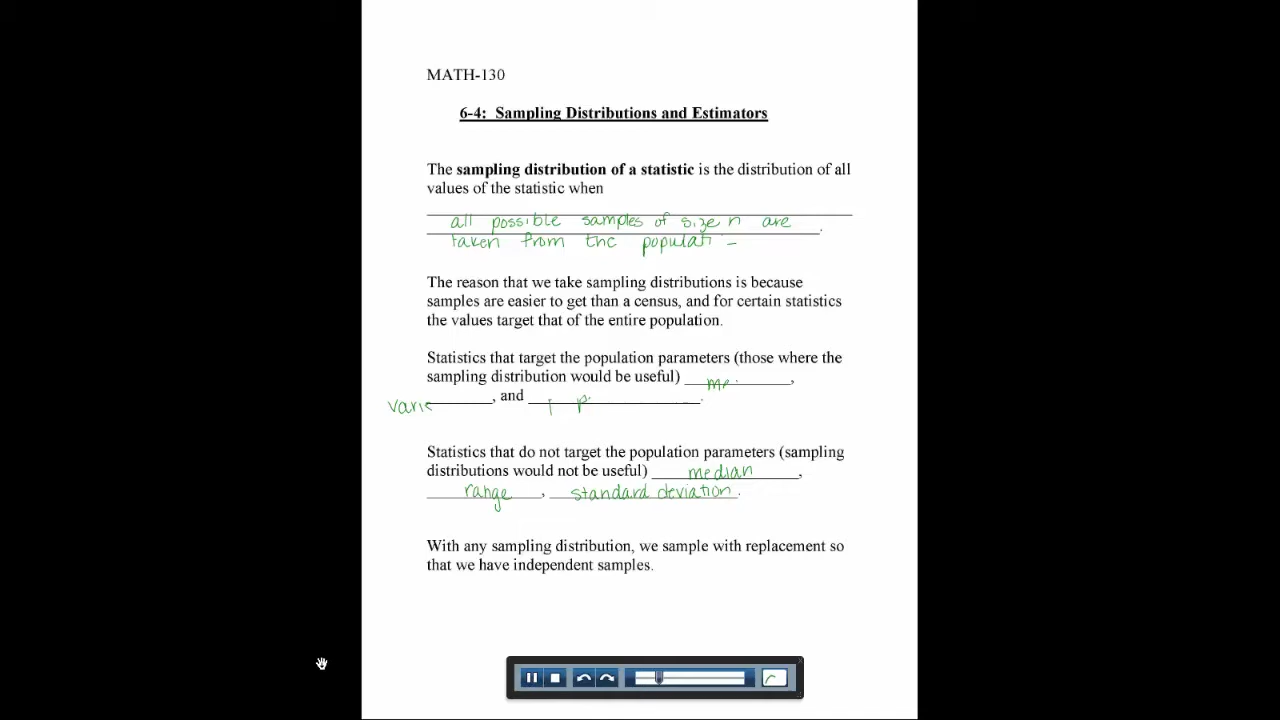 MATH-130
6-4: Sampling Distributions and Estimators
The sampling distribution of a statistic is the distribution of all
values of the statistic when
all possible samples of size n are
taken from the
The reason that we take sampling distributions is because
samples are easier to get than a census, and for certain statistics
the values target that of the entire population.
Statistics that target the population parameters (those where the
sampling distribution would be useful) ,
, and .
Statistics that do not target the population parameters (sampling
distributions would not be useful) median ,
range , standard deviation .
With any sampling distribution, we sample with replacement so
that we have independent samples.